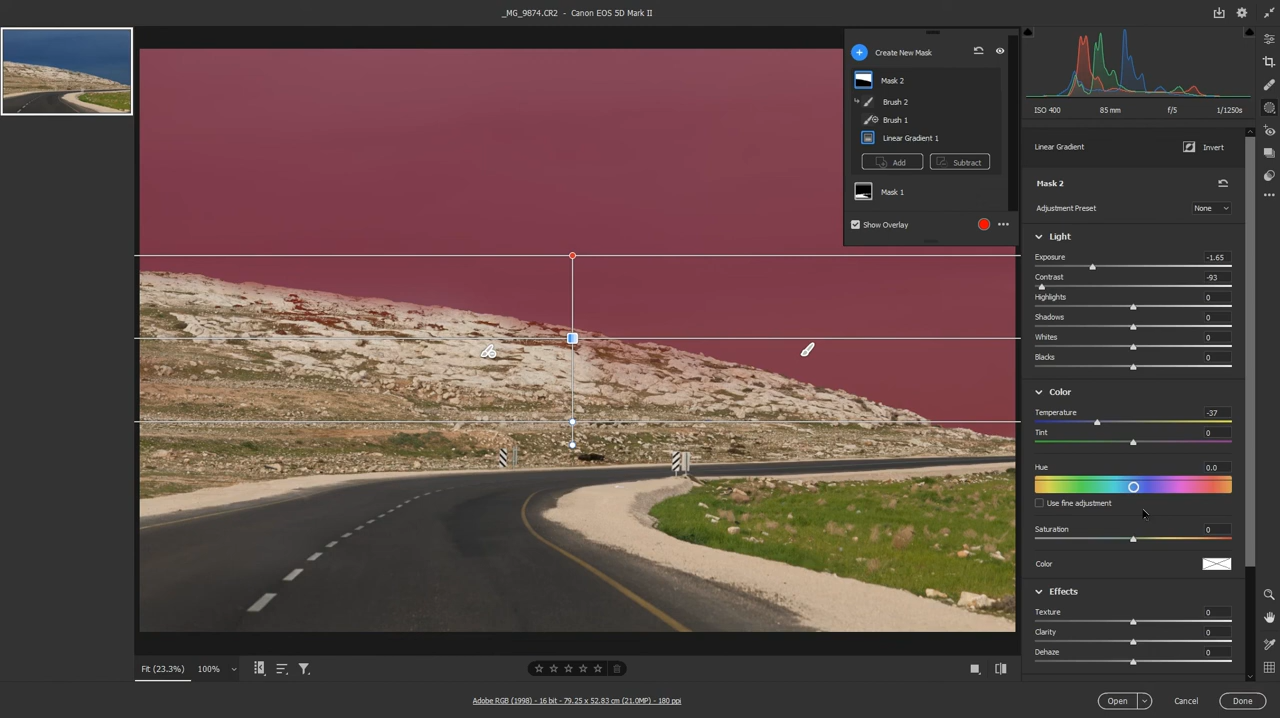 _MG_9874.CR2 - Canon EOS 5D Mark II
Create New Mask
Mask 2
Brush 2
Brush 1
Linear Gradient 1
Add
Subtract
Mask 1
Show Overlay
ISO 400 85 mm f/5 1/1250s
Linear Gradient
Invert
Mask 2
Adjustment Preset None
Light
Exposure -1.65
Contrast -93
Highlights 0
Shadows 0
Whites 0
Blacks 0
Color
Temperature -37
Tint 0
Hue 0.0
Use fine adjustment
Saturation 0
Color
Effects
Texture 0
Clarity 0
Dehaze 0
Fit (23.3%) 100%
Adobe RGB (1998) - 16 bit - 79.25 x 52.83 cm (21.0MP) - 180 ppi
Open
Cancel
Done